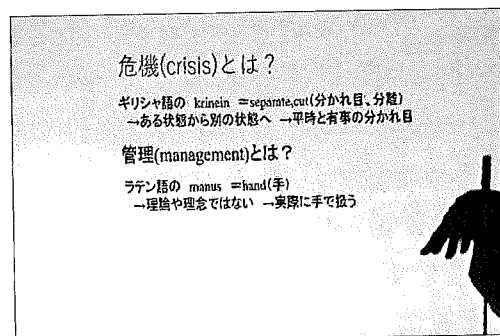 危機(crisis)とは？
ギリシャ語の krinein ＝separate,cut(分かれ目、分離)
→ある状態から別の状態へ →平時と有事の分かれ目
管理(management)とは？
ラテン語の manus ＝hand(手)
→理論や理念ではない →実際に手で扱う